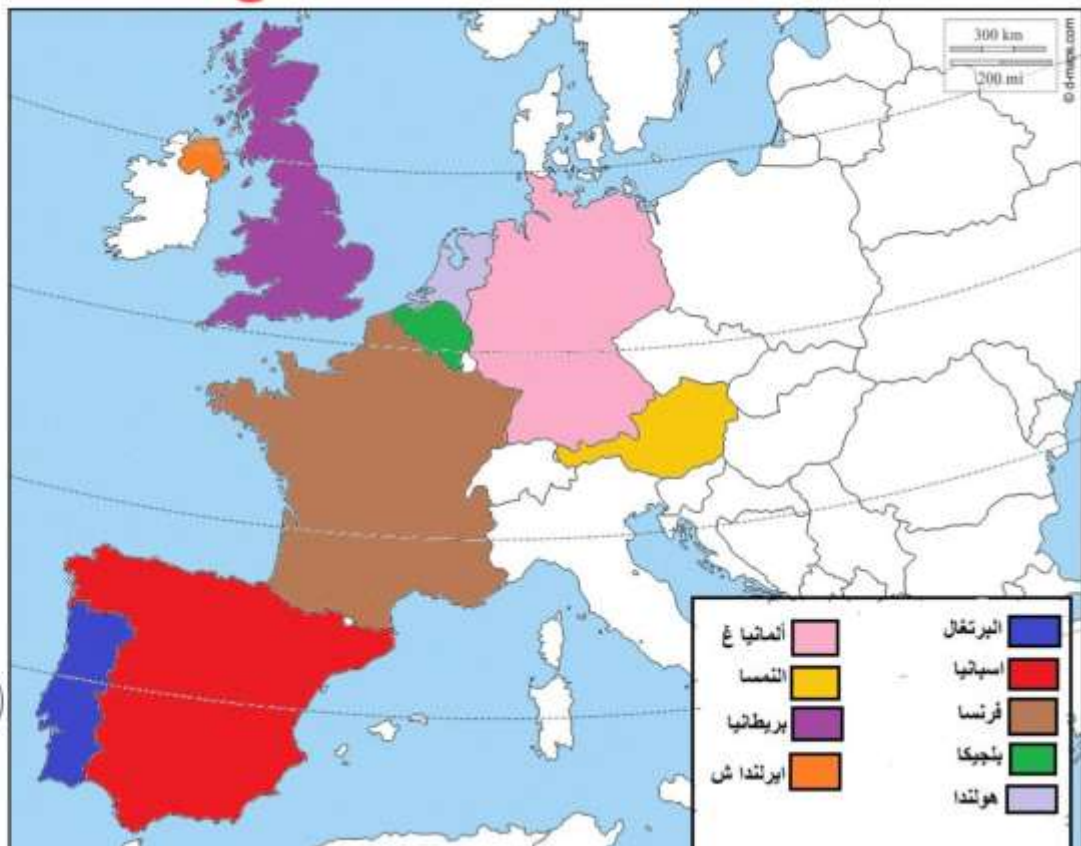 300 km
200 mi
© d-maps.com
البرتغال
اسبانيا
فرنسا
بلجيكا
هولندا
ألمانيا غ
النمسا
بريطانيا
ايرلندا ش